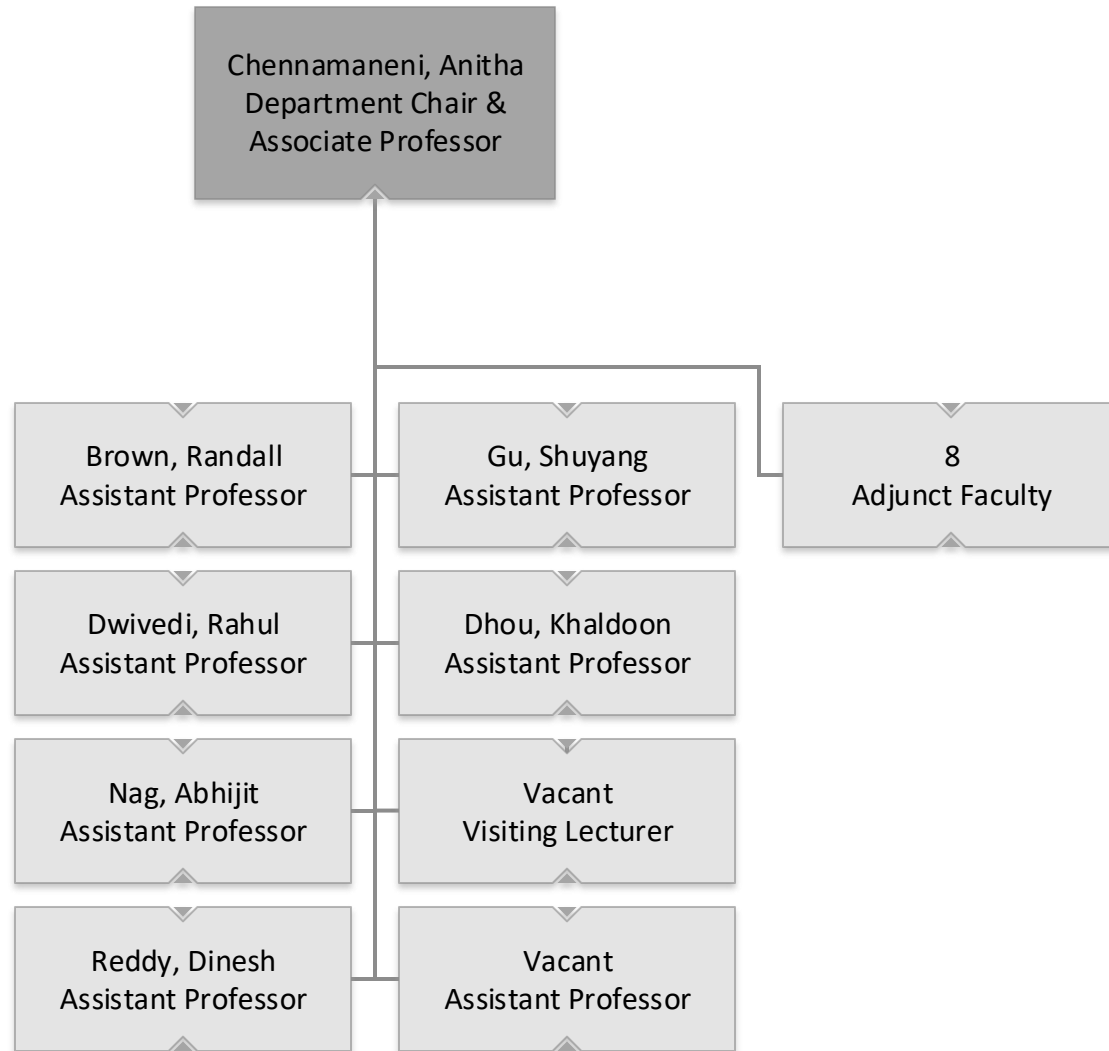 Chennamaneni, Anitha
Department Chair &
Associate Professor
Brown, Randall
Assistant Professor
Gu, Shuyang
Assistant Professor
8
Adjunct Faculty
Dwivedi, Rahul
Assistant Professor
Dhou, Khaldoon
Assistant Professor
Nag, Abhijit
Assistant Professor
Vacant
Visiting Lecturer
Reddy, Dinesh
Assistant Professor
Vacant
Assistant Professor